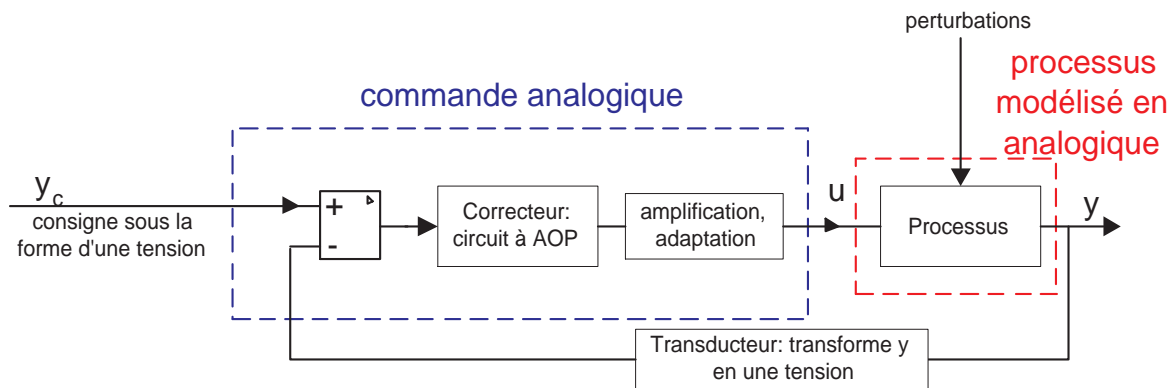 perturbations
processus
modélisé en
analogique
commande analogique
y_c
consigne sous la
forme d'une tension
+
-
Correcteur:
circuit à AOP
amplification,
adaptation
u
Processus
y
Transducteur: transforme y
en une tension